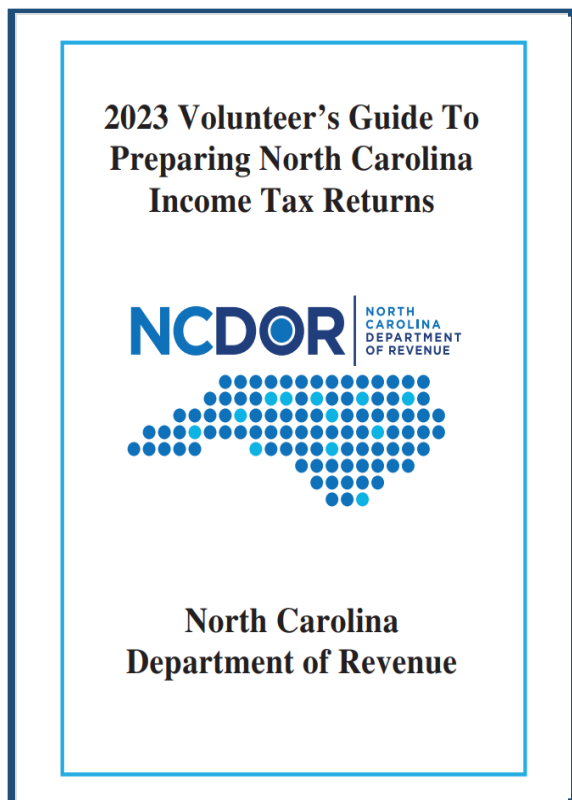 2023 Volunteer’s Guide To
Preparing North Carolina
Income Tax Returns
NCDOR
NORTH
CAROLINA
DEPARTMENT
OF REVENUE
North Carolina
Department of Revenue